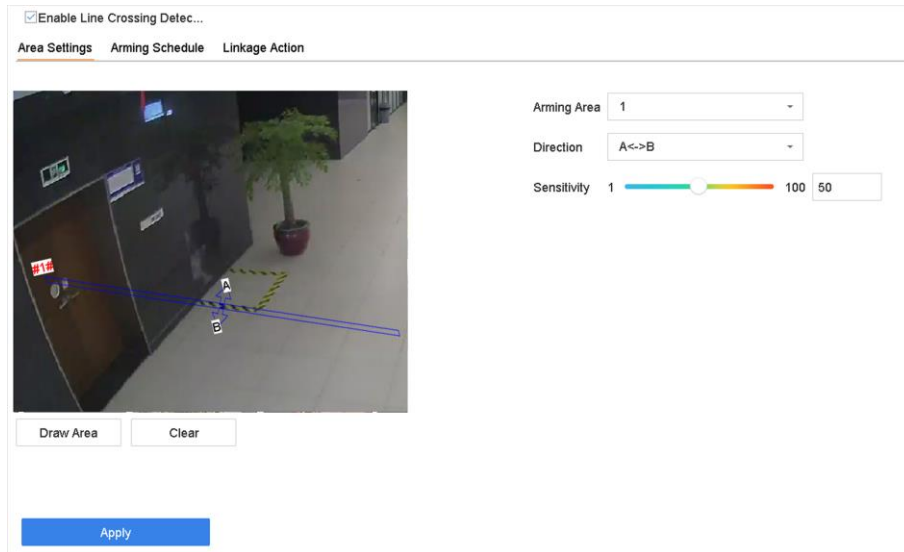 Enable Line Crossing Detec...
Area Settings Arming Schedule Linkage Action
Arming Area 1
Direction A<->B
Sensitivity 1 100 50
#1#
A
B
Draw Area Clear
Apply